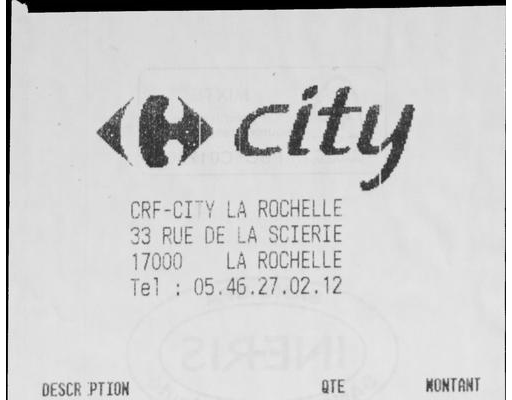 city
CRF-CITY LA ROCHELLE
33 RUE DE LA SCIERIE
17000 LA ROCHELLE
Tel : 05.46.27.02.12
INERIS
DESCR PTION QTE MONTANT